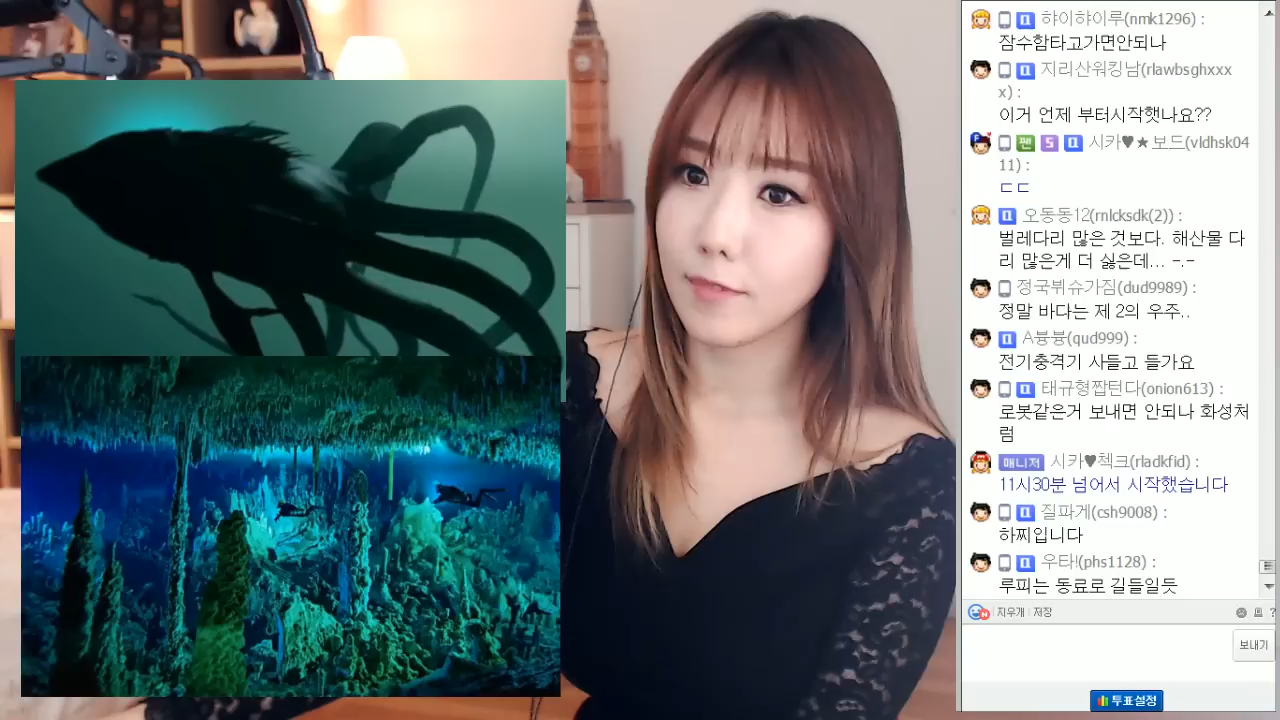 햐이햐이루(nmk1296) :
잠수함타고가면안되나
지리산워킹남(rlawbsghxxx
x) :
이거 언제 부터시작햇나요??
팬 S 시카♥★보드(vldhsk04
11) :
ㄷㄷ
오동동12(rnlcksdk(2)) :
벌레다리 많은 것보다. 해산물 다
리 많은게 더 싫은데... -.-
정국뷔슈가짐(dud9989) :
정말 바다는 제 2의 우주..
A뷰뷰(qud999) :
전기충격기 사들고 들가요
태규형짭턴다(onion613) :
로봇같은거 보내면 안되나 화성처
럼
매니저 시카♥첵크(rladkfid) :
11시30분 넘어서 시작했습니다
질파게(csh9008) :
하찌입니다
우타!(phs1128) :
루피는 동료로 길들일듯
지우개 저장
보내기
투표설정